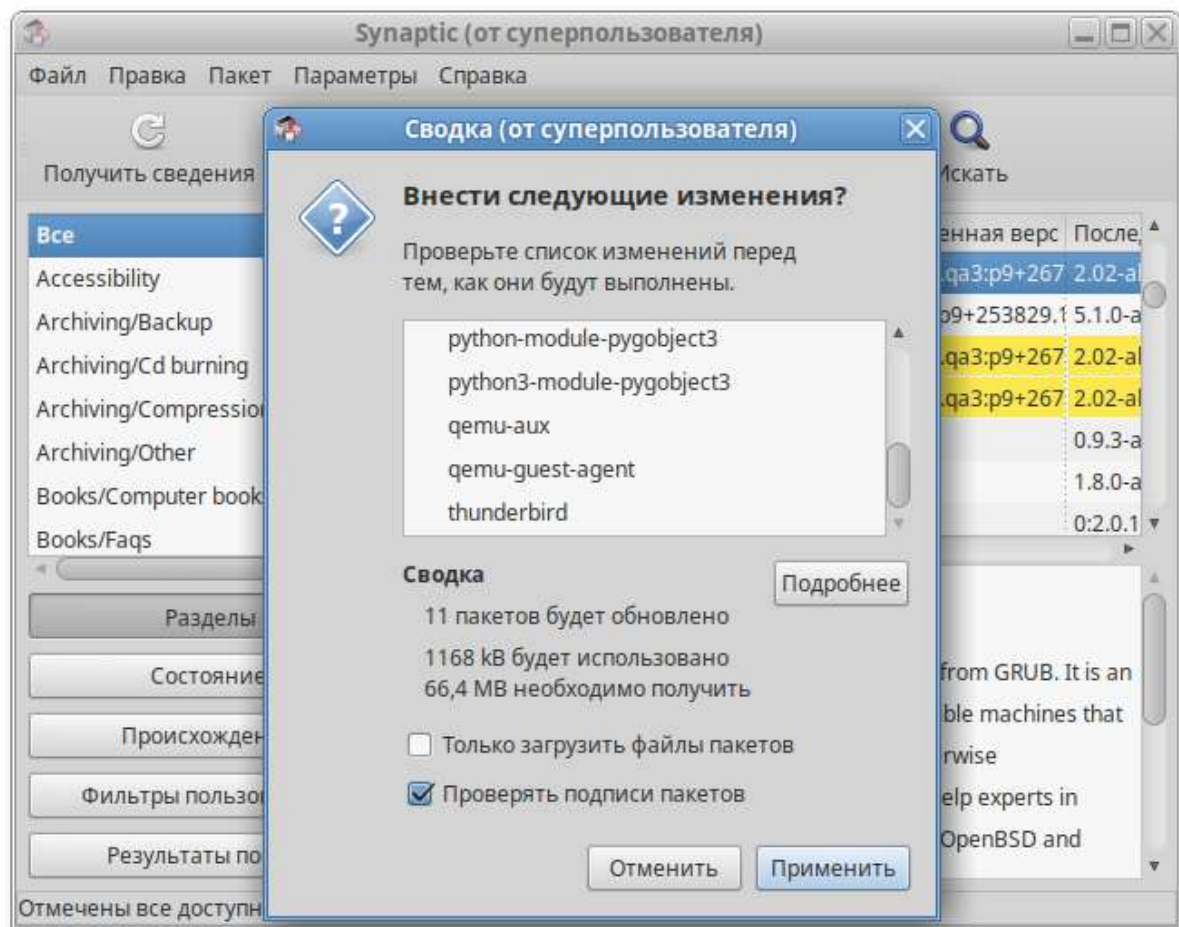 Synaptic (от суперпользователя)
Файл Правка Пакет Параметры Справка
Получить сведения
Искать
Все
Accessibility
Archiving/Backup
Archiving/Cd burning
Archiving/Compression
Archiving/Other
Books/Computer book
Books/Faqs
Разделы
Состояние
Происхожден
Фильтры пользо
Результаты по
Отмечены все доступн
Сводка (от суперпользователя)
Внести следующие изменения?
Проверьте список изменений перед
тем, как они будут выполнены.
python-module-pygobject3
python3-module-pygobject3
qemu-aux
qemu-guest-agent
thunderbird
Сводка
Подробнее
11 пакетов будет обновлено
1168 kB будет использовано
66,4 MB необходимо получить
Только загрузить файлы пакетов
Проверять подписи пакетов
Отменить Применить
енная верс После
.qa3:p9+267 2.02-al
p9+253829.1 5.1.0-a
.qa3:p9+267 2.02-al
.qa3:p9+267 2.02-al
0.9.3-a
1.8.0-a
0:2.0.1
from GRUB. It is an
ble machines that
rwise
elp experts in
OpenBSD and